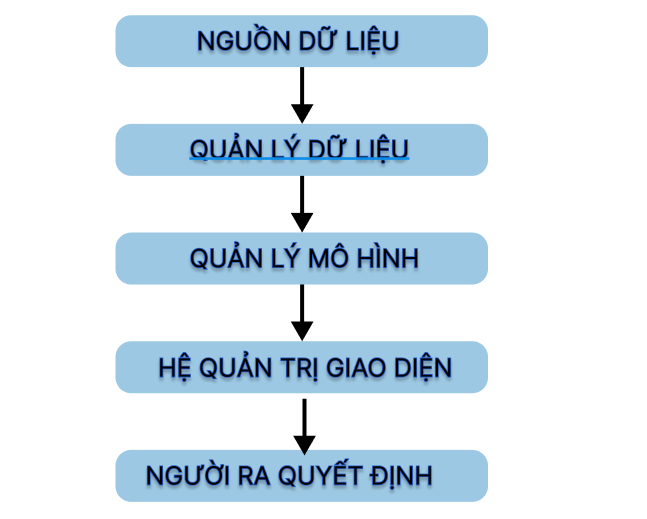 NGUỒN DỮ LIỆU
QUẢN LÝ DỮ LIỆU
QUẢN LÝ MÔ HÌNH
HỆ QUẢN TRỊ GIAO DIỆN
NGƯỜI RA QUYẾT ĐỊNH